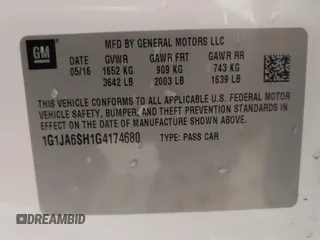 GM
MFD BY GENERAL MOTORS LLC
DATE GVWR GAWR FRT GAWR RR
05/16 1652 KG 909 KG 743 KG
3642 LB 2003 LB 1639 LB
THIS VEHICLE CONFORMS TO ALL APPLICABLE U.S. FEDERAL MOTOR
VEHICLE SAFETY, BUMPER, AND THEFT PREVENTION STANDARDS
IN EFFECT ON THE DATE OF MANUFACTURE SHOWN ABOVE.
1G1JA6SH1G4174680 TYPE: PASS CAR
DREAMBID